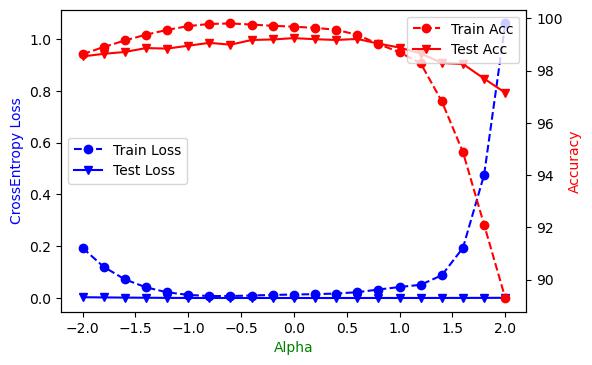 CrossEntropy Loss
1.0
0.8
0.6
0.4
0.2
0.0
Train Loss
Test Loss
Train Acc
Test Acc
100
98
96
94
92
90
Accuracy
−2.0 −1.5 −1.0 −0.5 0.0 0.5 1.0 1.5 2.0
Alpha